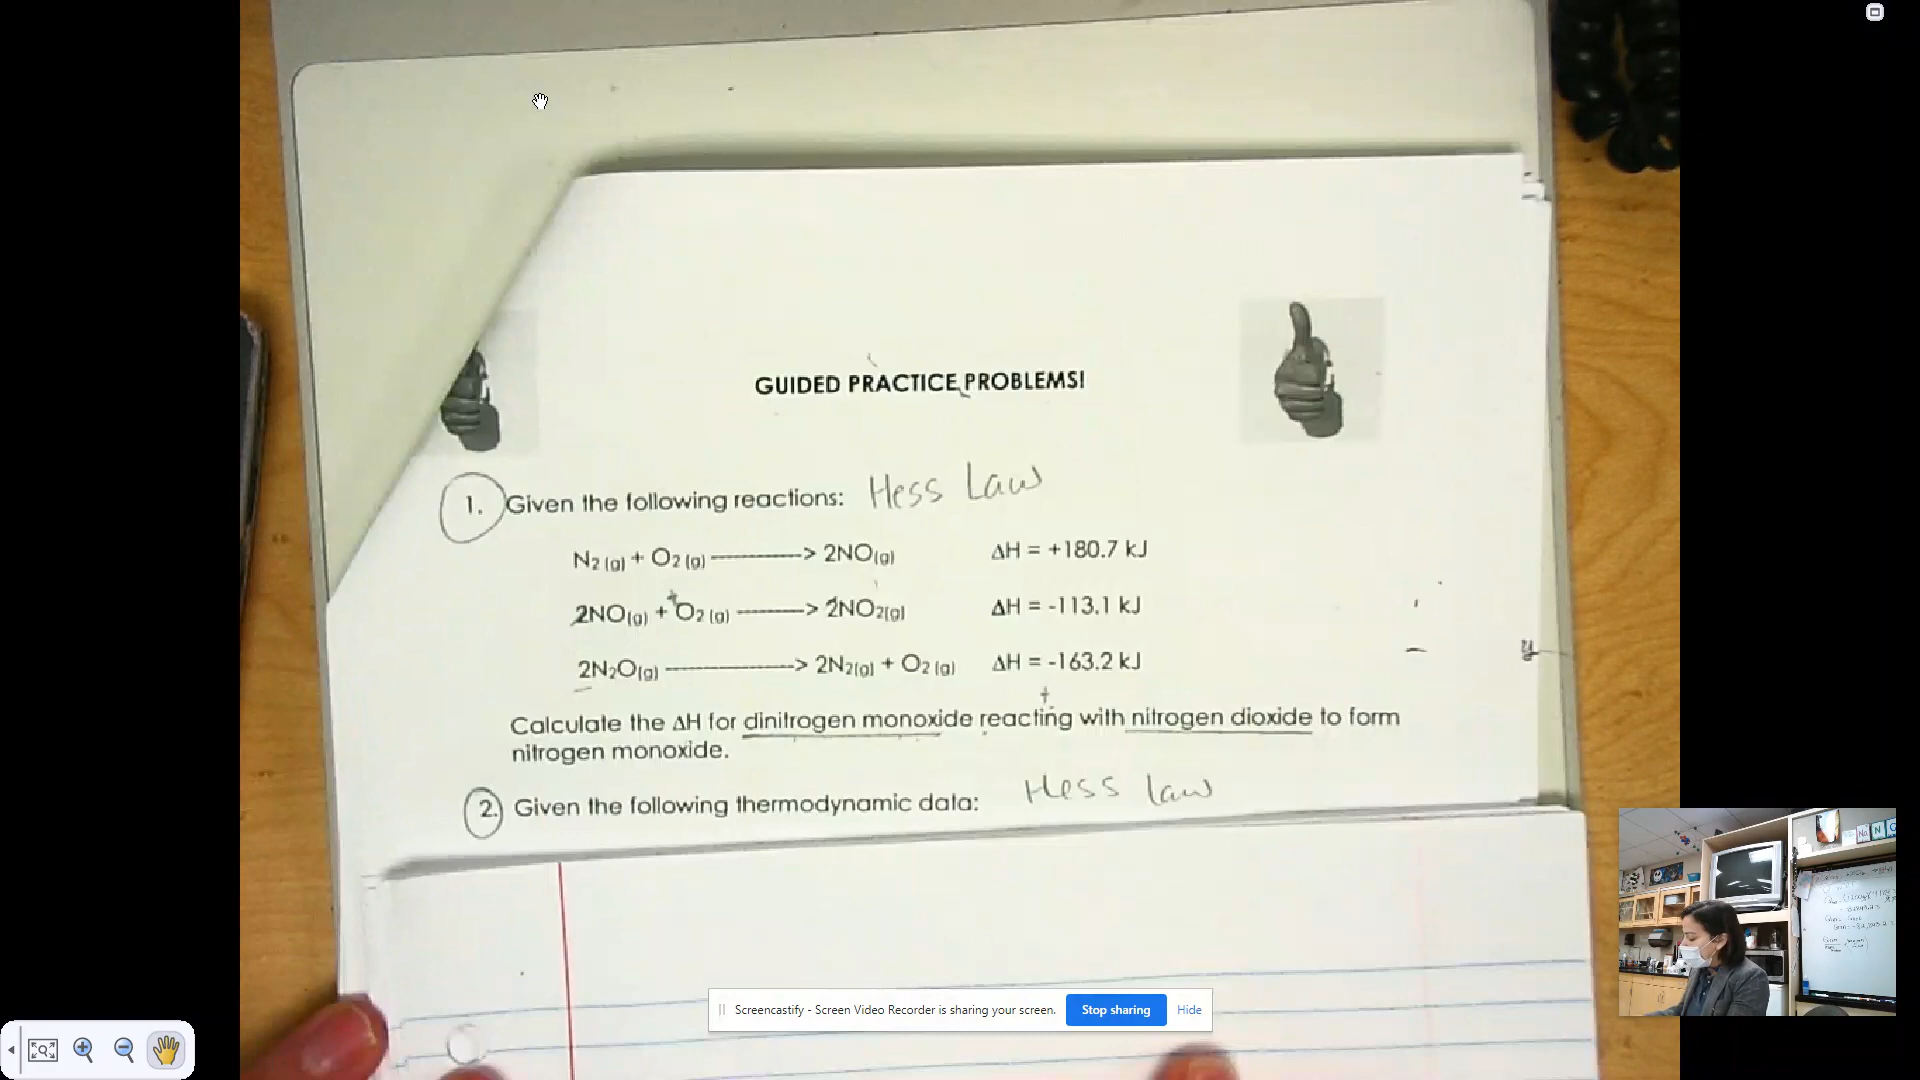 GUIDED PRACTICE PROBLEMS!
1. Given the following reactions: Hess Law
N2 (g) + O2 (g) ----------> 2NO(g) ΔH = +180.7 kJ
2NO(g) + O2 (g) --------> 2NO2(g) ΔH = -113.1 kJ
2N2O(g) ---------------> 2N2(g) + O2 (g) ΔH = -163.2 kJ
Calculate the ΔH for dinitrogen monoxide reacting with nitrogen dioxide to form
nitrogen monoxide.
2. Given the following thermodynamic data: Hess law
Screencastify - Screen Video Recorder is sharing your screen. Stop sharing Hide